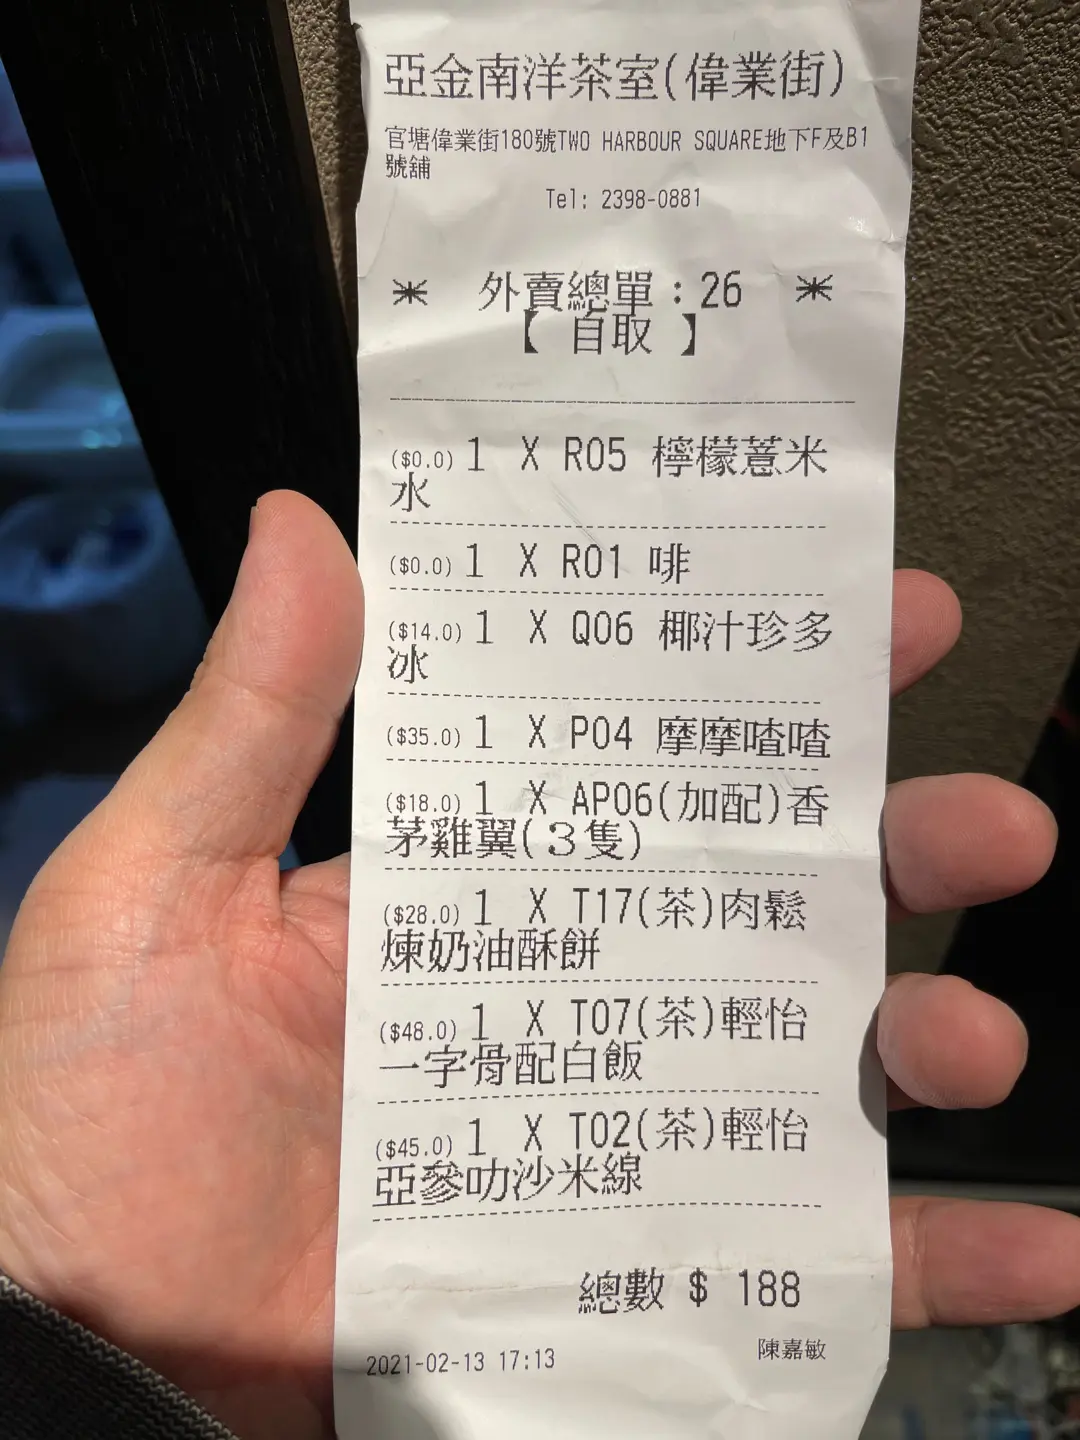 亞金南洋茶室(偉業街)
官塘偉業街180號TWO HARBOUR SQUARE地下F及B1
號舖
Tel: 2398-0881
* 外賣總單:26 *
【 自取 】
($0.0) 1 X R05 檸檬薏米
水
($0.0) 1 X R01 啡
($14.0) 1 X Q06 椰汁珍多
冰
($35.0) 1 X P04 摩摩喳喳
($18.0) 1 X AP06(加配)香
茅雞翼(3隻)
($28.0) 1 X T17(茶)肉鬆
煉奶油酥餅
($48.0) 1 X T07(茶)輕怡
一字骨配白飯
($45.0) 1 X T02(茶)輕怡
亞參叻沙米線
總數 $ 188
2021-02-13 17:13 陳嘉敏